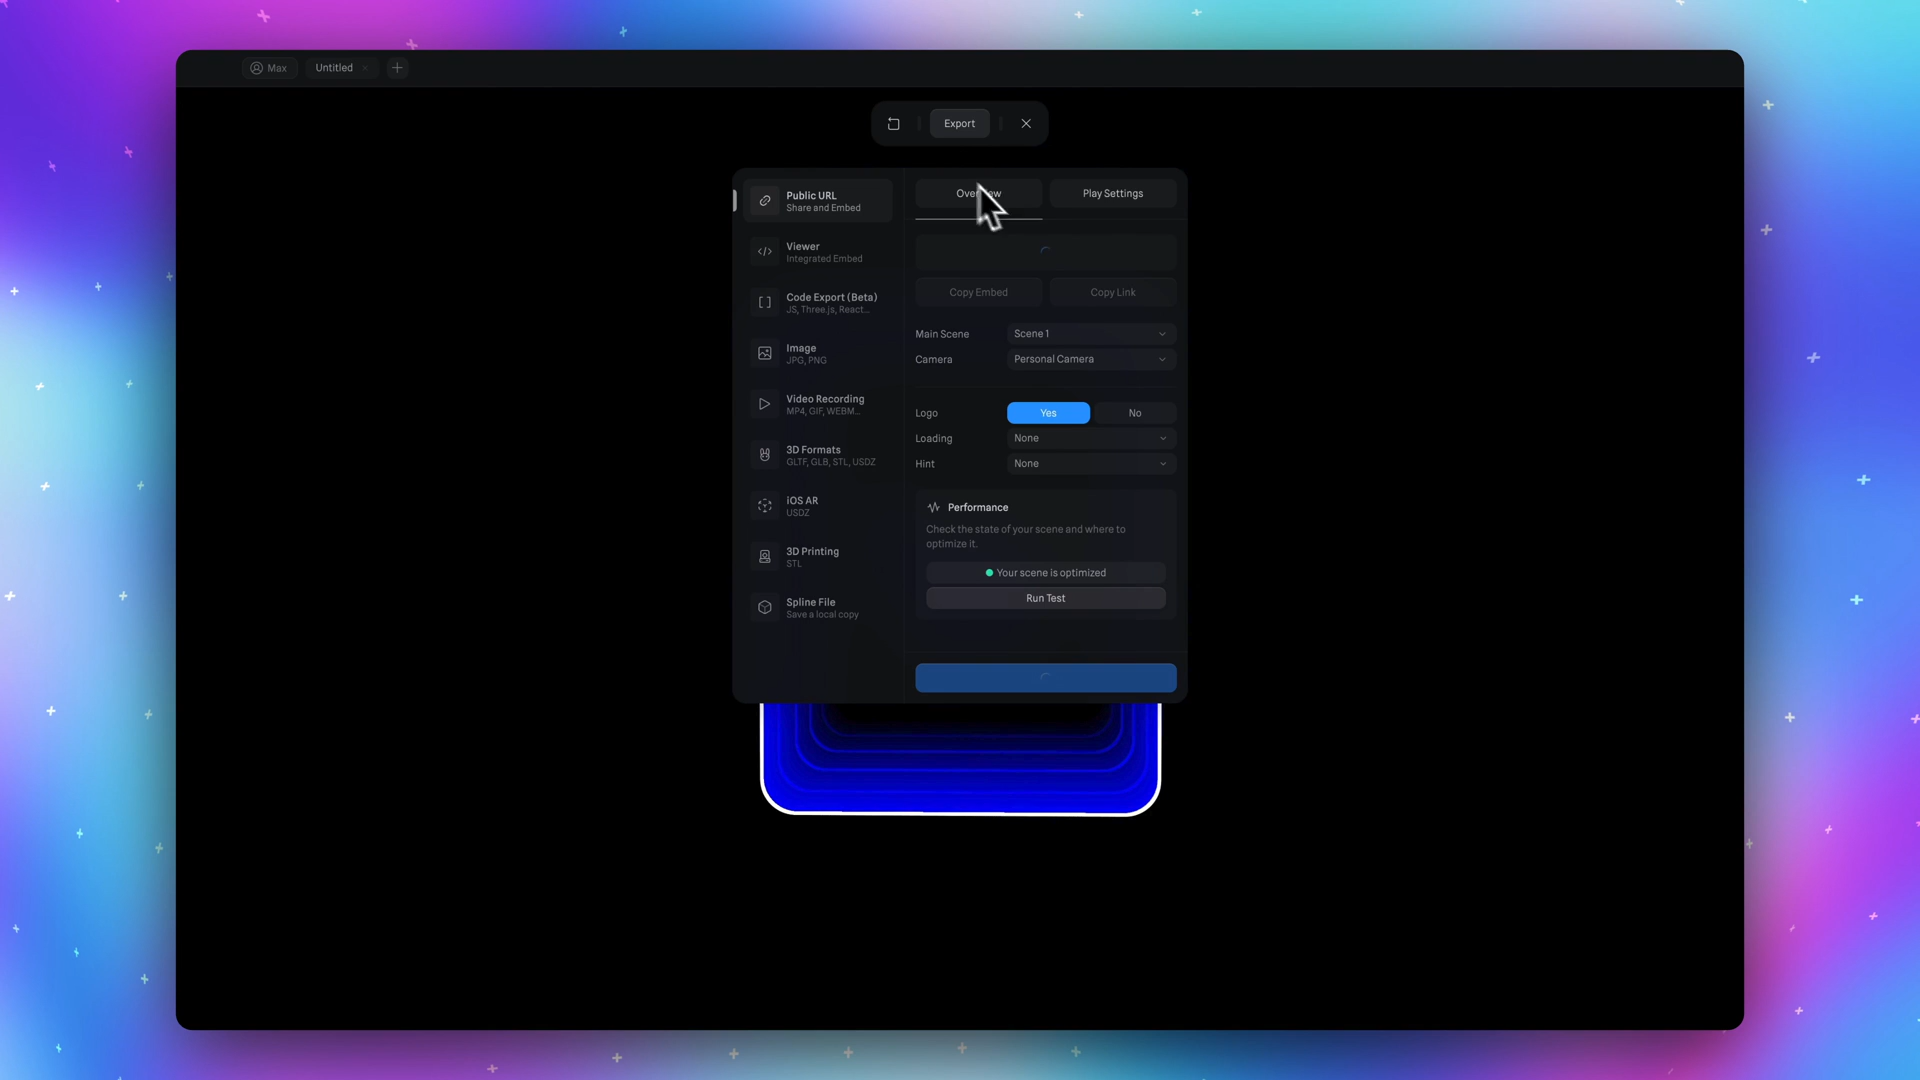 Max
Untitled
Export
Public URL
Share and Embed
Viewer
Integrated Embed
Code Export (Beta)
JS, Three.js, React...
Image
JPG, PNG
Video Recording
MP4, GIF, WEBM...
3D Formats
GLTF, GLB, STL, USDZ
iOS AR
USDZ
3D Printing
STL
Spline File
Save a local copy
Play Settings
Copy Embed
Copy Link
Main Scene
Scene 1
Camera
Personal Camera
Logo
Yes
No
Loading
None
Hint
None
Performance
Check the state of your scene and where to
optimize it.
Your scene is optimized
Run Test